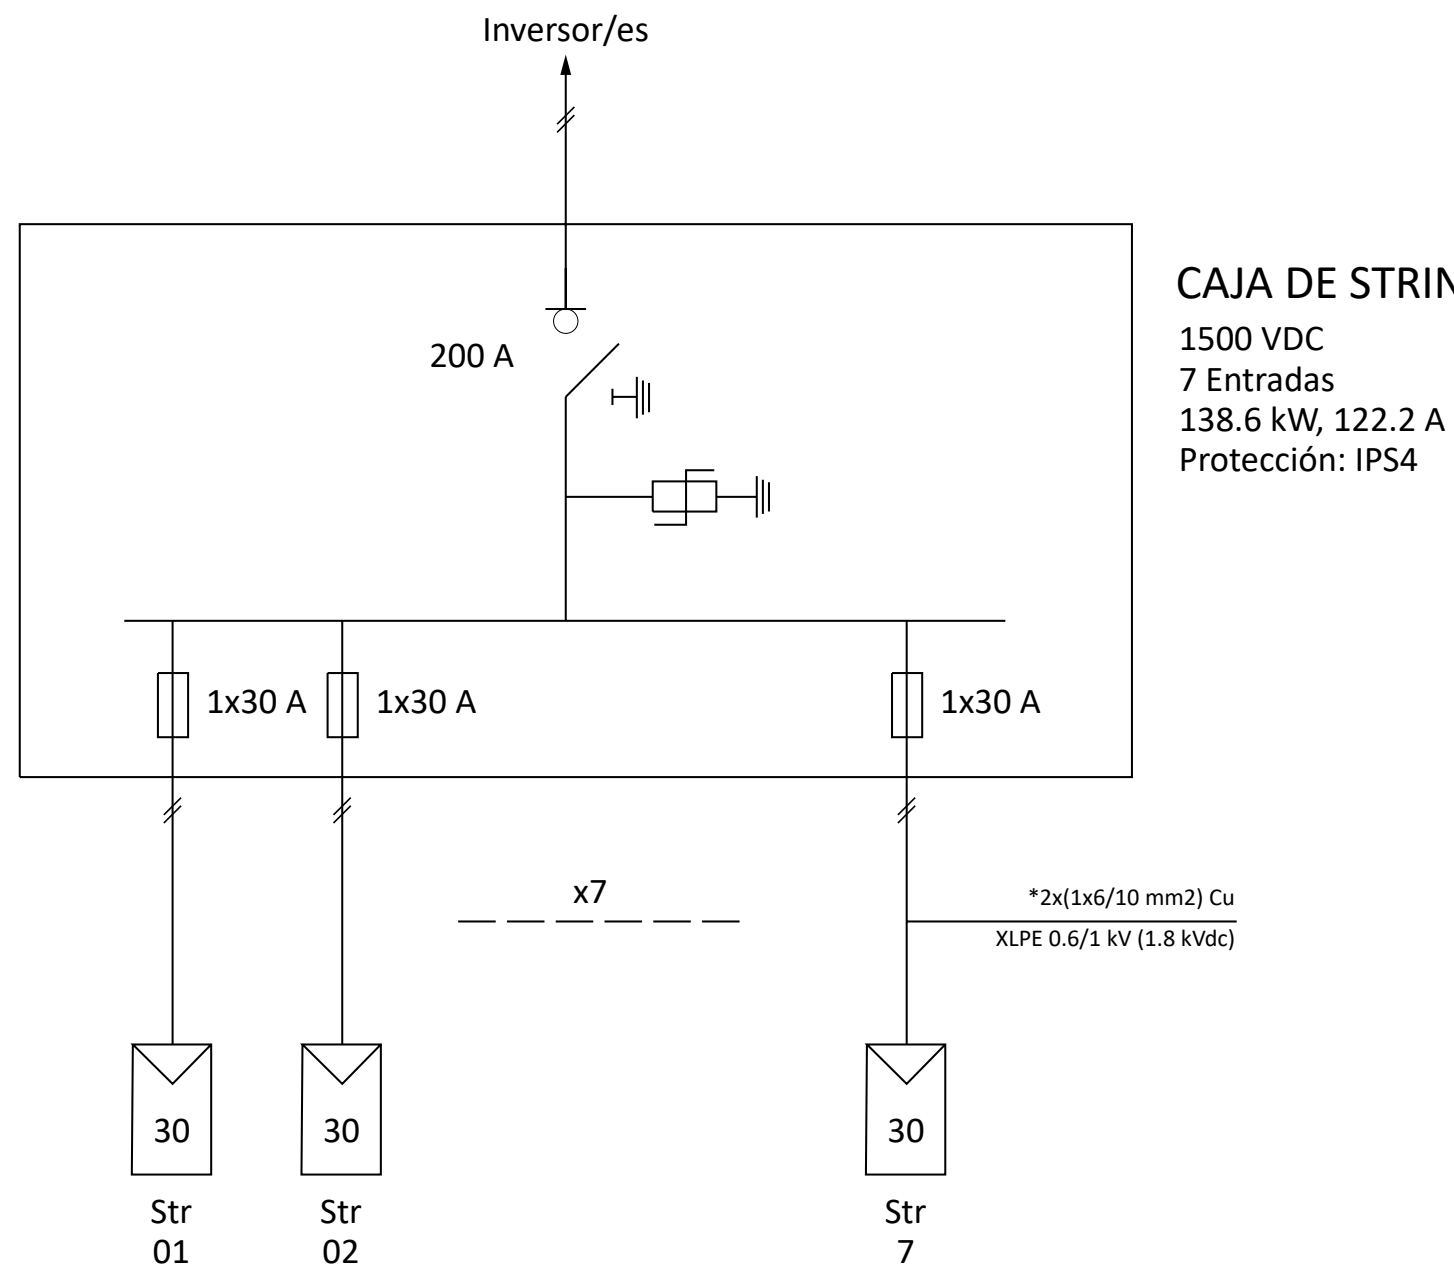 Inversor/es
CAJA DE STRIN
1500 VDC
7 Entradas
138.6 kW, 122.2 A
Protección: IPS4
200 A
1x30 A 1x30 A 1x30 A
x7
*2x(1x6/10 mm2) Cu
XLPE 0.6/1 kV (1.8 kVdc)
30 30 30
Str Str Str
01 02 7